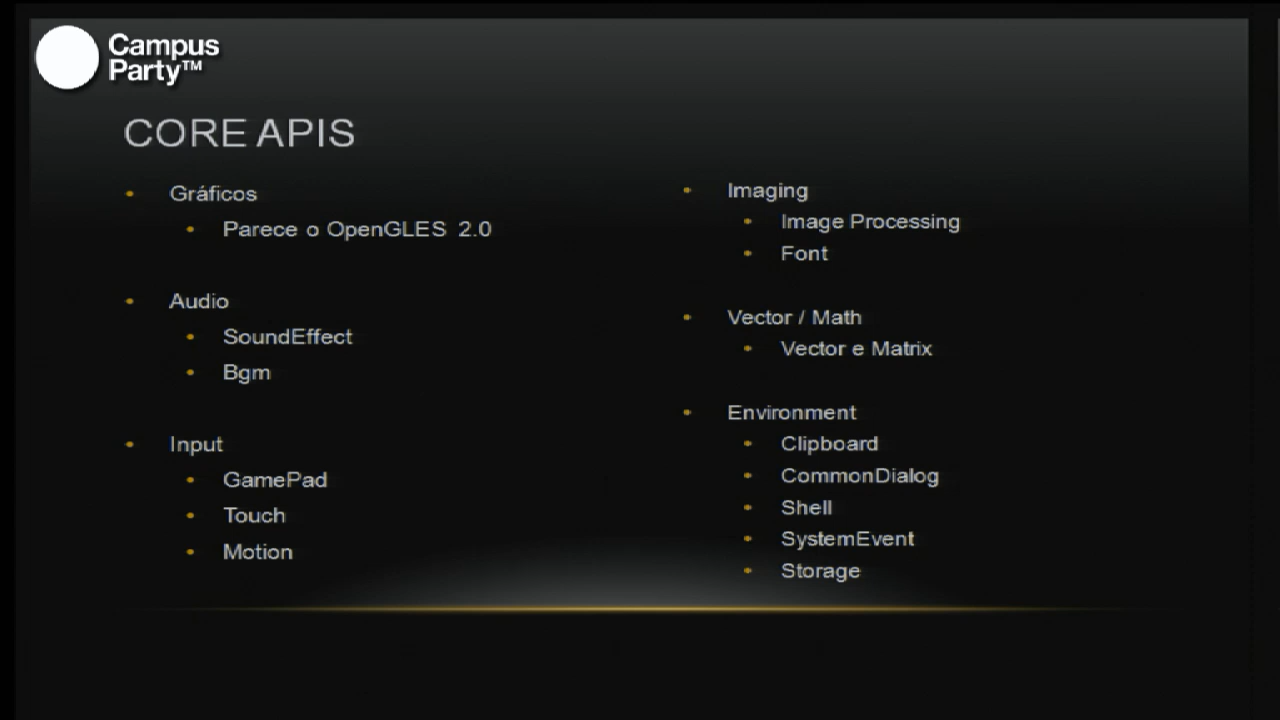 Campus
Party™
CORE APIS
Gráficos
Parece o OpenGLES 2.0
Audio
SoundEffect
Bgm
Input
GamePad
Touch
Motion
Imaging
Image Processing
Font
Vector / Math
Vector e Matrix
Environment
Clipboard
CommonDialog
Shell
SystemEvent
Storage